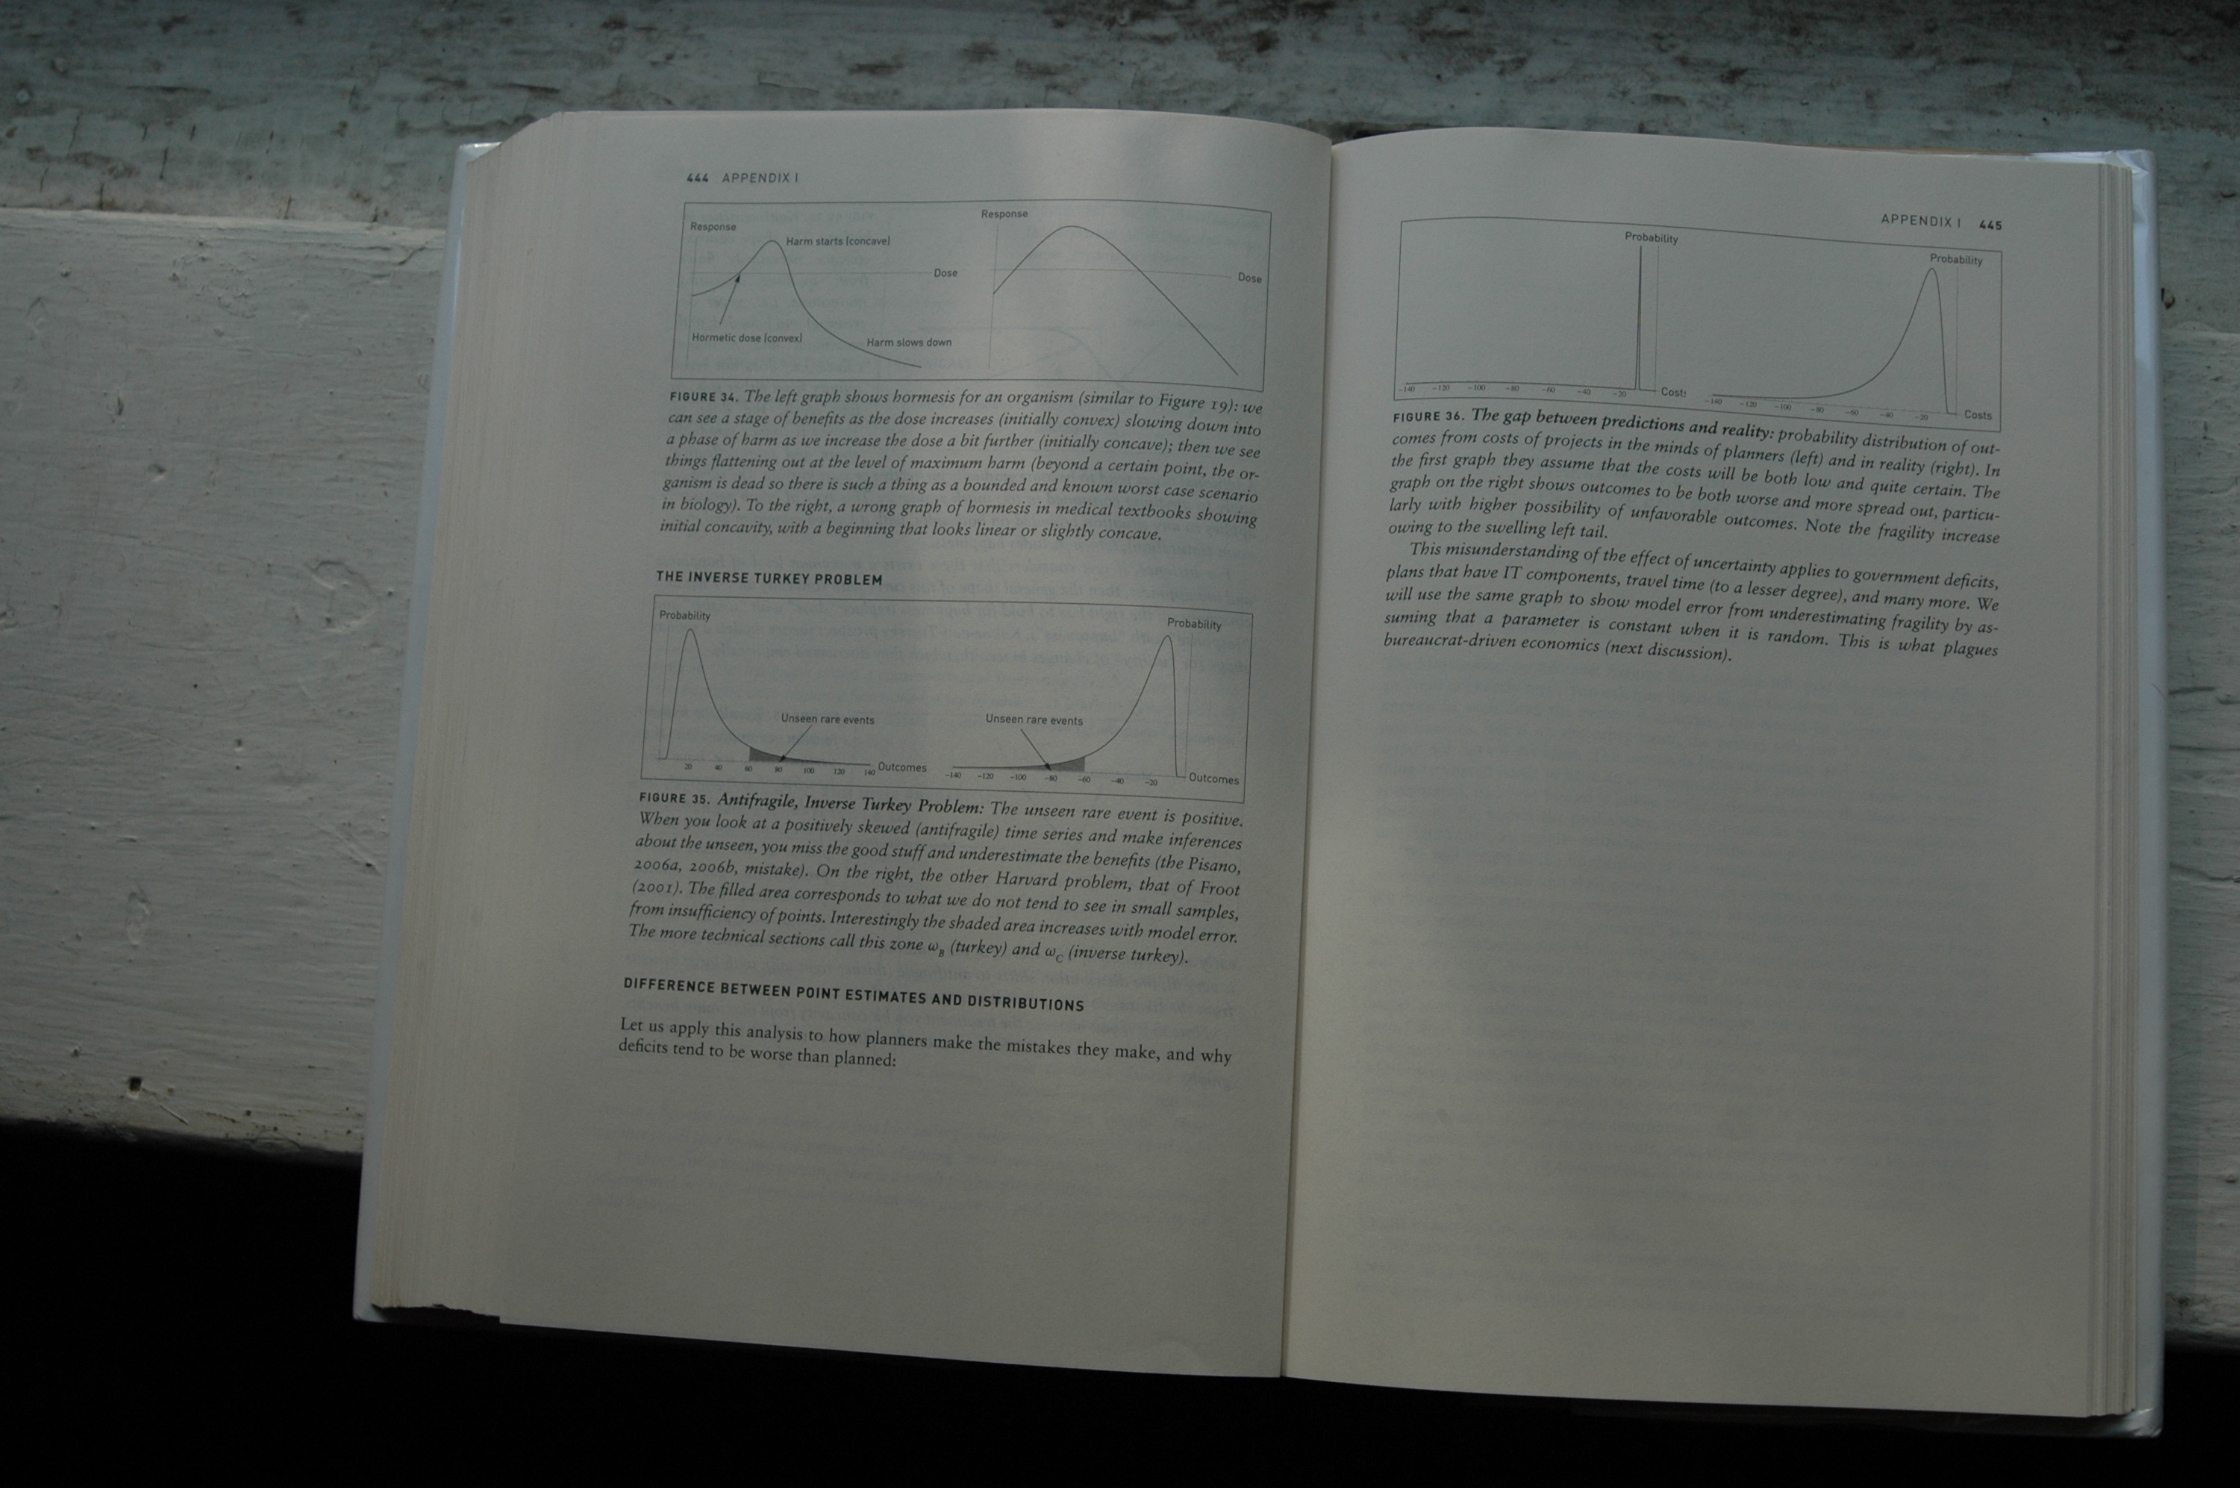 444 APPENDIX I
Response
Harm starts (concave)
Dose
Hormetic dose (convex)
Harm slows down
Response
Dose
FIGURE 34. The left graph shows hormesis for an organism (similar to Figure 19): we
can see a stage of benefits as the dose increases (initially convex) slowing down into
a phase of harm as we increase the dose a bit further (initially concave); then we see
things flattening out at the level of maximum harm (beyond a certain point, the or-
ganism is dead so there is such a thing as a bounded and known worst case scenario
in biology). To the right, a wrong graph of hormesis in medical textbooks showing
initial concavity, with a beginning that looks linear or slightly concave.
THE INVERSE TURKEY PROBLEM
Probability
Unseen rare events
20 40 60 80 100 120 140 Outcomes
Probability
Unseen rare events
-140 -120 -100 -80 -60 -40 -20 Outcomes
FIGURE 35. Antifragile, Inverse Turkey Problem: The unseen rare event is positive.
When you look at a positively skewed (antifragile) time series and make inferences
about the unseen, you miss the good stuff and underestimate the benefits (the Pisano,
2006a, 2006b, mistake). On the right, the other Harvard problem, that of Froot
(2001). The filled area corresponds to what we do not tend to see in small samples,
from insufficiency of points. Interestingly the shaded area increases with model error.
The more technical sections call this zone ω_B (turkey) and ω_C (inverse turkey).
DIFFERENCE BETWEEN POINT ESTIMATES AND DISTRIBUTIONS
Let us apply this analysis to how planners make the mistakes they make, and why
deficits tend to be worse than planned:
APPENDIX I 445
Probability
-140 -120 -100 -80 -60 -40 -20 Costs
Probability
-140 -120 -100 -80 -60 -40 -20 Costs
FIGURE 36. The gap between predictions and reality: probability distribution of out-
comes from costs of projects in the minds of planners (left) and in reality (right). In
the first graph they assume that the costs will be both low and quite certain. The
graph on the right shows outcomes to be both worse and more spread out, particu-
larly with higher possibility of unfavorable outcomes. Note the fragility increase
owing to the swelling left tail.
This misunderstanding of the effect of uncertainty applies to government deficits,
plans that have IT components, travel time (to a lesser degree), and many more. We
will use the same graph to show model error from underestimating fragility by as-
suming that a parameter is constant when it is random. This is what plagues
bureaucrat-driven economics (next discussion).